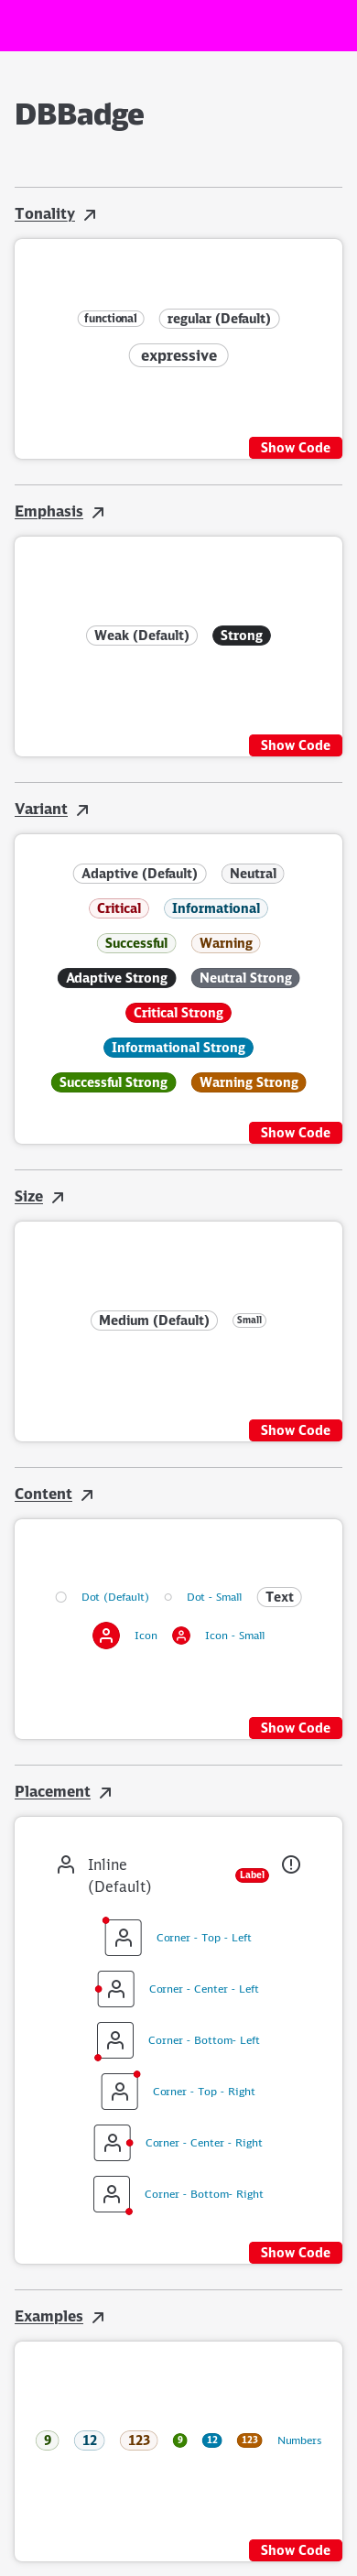 DBBadge
Tonality
functional regular (Default)
expressive
Show Code
Emphasis
Weak (Default) Strong
Show Code
Variant
Adaptive (Default) Neutral
Critical Informational
Successful Warning
Adaptive Strong Neutral Strong
Critical Strong
Informational Strong
Successful Strong Warning Strong
Show Code
Size
Medium (Default) Small
Show Code
Content
Dot (Default) Dot - Small Text
Icon Icon - Small
Show Code
Placement
Inline
(Default)
Label
Corner - Top - Left
Corner - Center - Left
Corner - Bottom- Left
Corner - Top - Right
Corner - Center - Right
Corner - Bottom- Right
Show Code
Examples
9 12 123 9 12 123 Numbers
Show Code